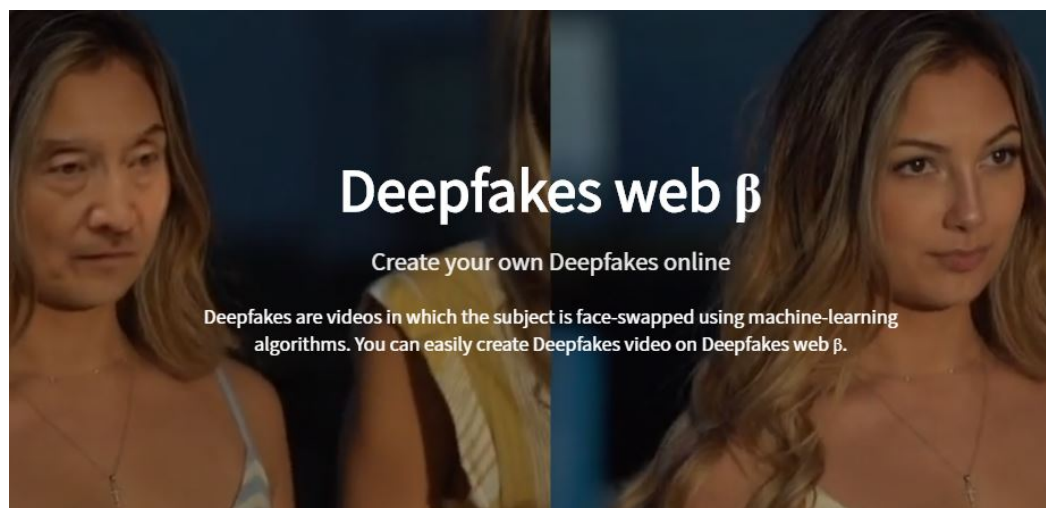 Deepfakes web β
Create your own Deepfakes online
Deepfakes are videos in which the subject is face-swapped using machine-learning
algorithms. You can easily create Deepfakes video on Deepfakes web β.